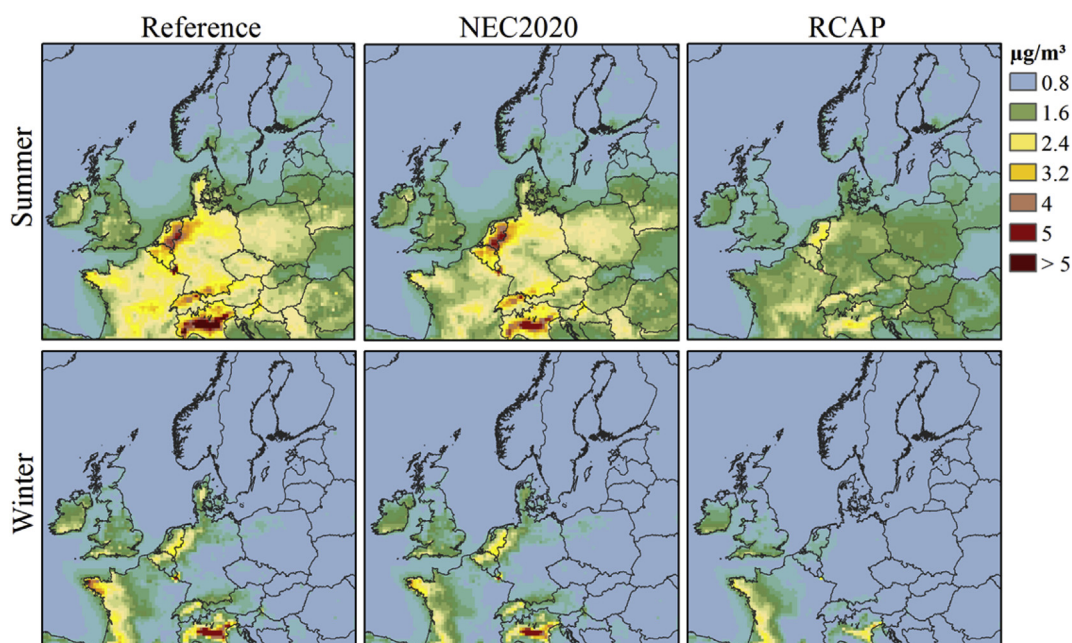 Reference
NEC2020
RCAP
µg/m³
0.8
1.6
2.4
3.2
4
5
> 5
Summer
Winter